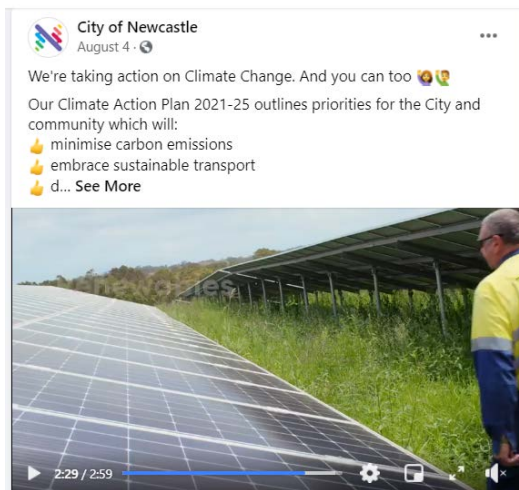 City of Newcastle
August 4
We're taking action on Climate Change. And you can too 🙋‍♀️🙋‍♂️
Our Climate Action Plan 2021-25 outlines priorities for the City and
community which will:
👍 minimise carbon emissions
👍 embrace sustainable transport
👍 d... See More
renewables
2:29 / 2:59